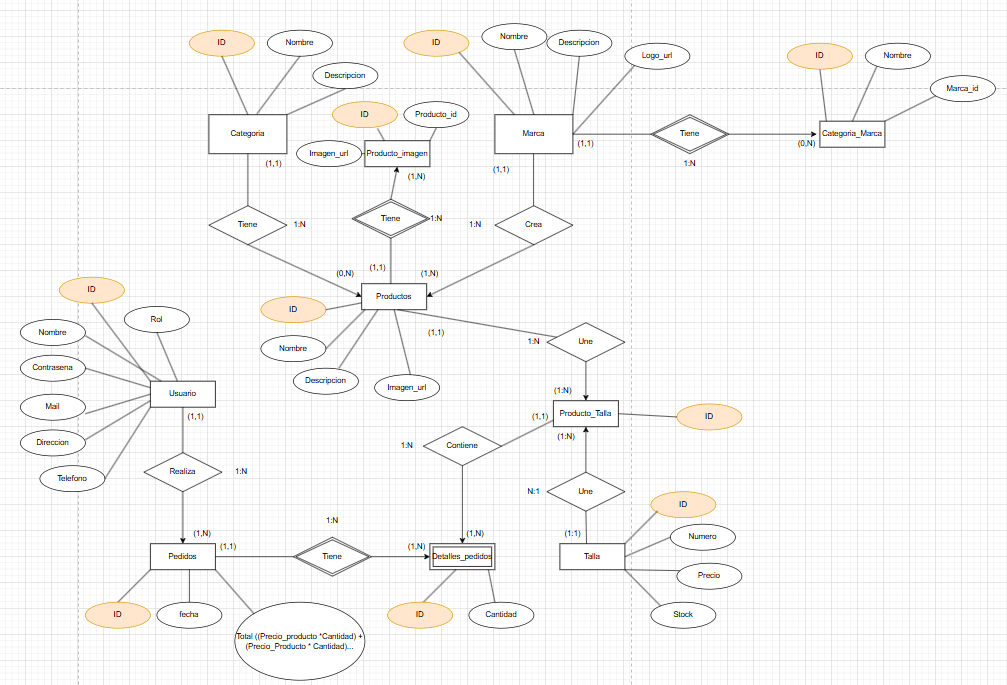 ID
Nombre
Descripcion
Categoria
(1,1)
ID
Producto_id
Imagen_url
Producto_imagen
(1,N)
ID
Nombre
Descripcion
Logo_url
Marca
(1,1)
(1,1)
Tiene
1:N
(0,N)
ID
Nombre
Marca_id
Categoria_Marca
Tiene
1:N
Tiene
1:N
1:N
Crea
(0,N)
(1,1)
(1,N)
Productos
ID
Nombre
Descripcion
Imagen_url
(1,1)
1:N
Une
(1:N)
ID
Rol
Nombre
Contrasena
Mail
Direccion
Telefono
Usuario
(1,1)
Realiza
1:N
(1,N)
1:N
Contiene
(1,1)
Producto_Talla
ID
(1:N)
N:1
Une
(1:1)
(1,N)
Pedidos
(1,1)
1:N
Tiene
(1,N)
Detalles_pedidos
Talla
ID
Numero
Precio
Stock
ID
fecha
Total ((Precio_producto *Cantidad) +
(Precio_Producto * Cantidad)...
ID
Cantidad